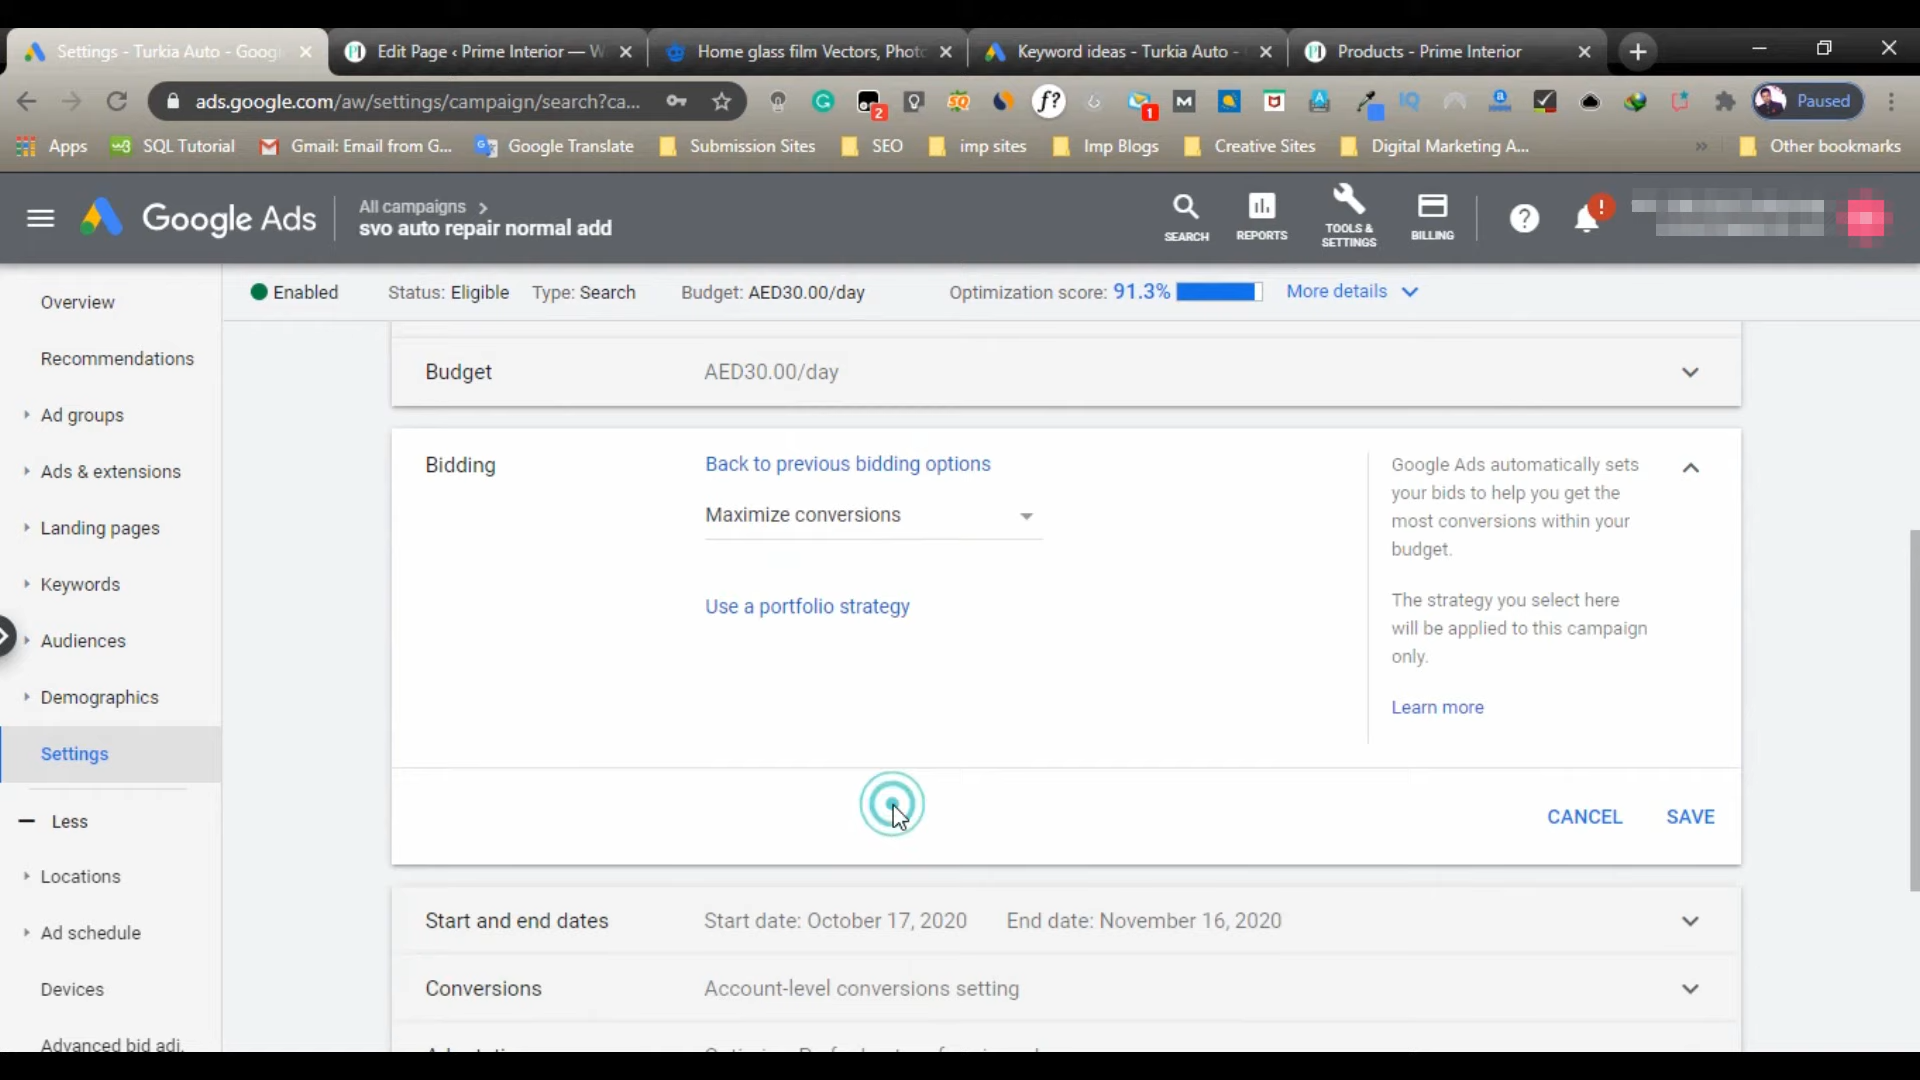 Settings - Turkia Auto - Goog
Edit Page ‹ Prime Interior — W
Home glass film Vectors, Phot
Keyword ideas - Turkia Auto -
Products - Prime Interior
ads.google.com/aw/settings/campaign/search?ca...
2
1
Paused
Apps
SQL Tutorial
Gmail: Email from G...
Google Translate
Submission Sites
SEO
imp sites
Imp Blogs
Creative Sites
Digital Marketing A...
»
Other bookmarks
Google Ads
All campaigns
svo auto repair normal add
SEARCH
REPORTS
TOOLS & SETTINGS
BILLING
Overview
Recommendations
Ad groups
Ads & extensions
Landing pages
Keywords
Audiences
Demographics
Settings
Less
Locations
Ad schedule
Devices
Advanced bid adj.
Enabled
Status: Eligible
Type: Search
Budget: AED30.00/day
Optimization score: 91.3%
More details
Budget
AED30.00/day
Bidding
Back to previous bidding options
Maximize conversions
Use a portfolio strategy
Google Ads automatically sets
your bids to help you get the
most conversions within your
budget.
The strategy you select here
will be applied to this campaign
only.
Learn more
CANCEL
SAVE
Start and end dates
Start date: October 17, 2020
End date: November 16, 2020
Conversions
Account-level conversions setting